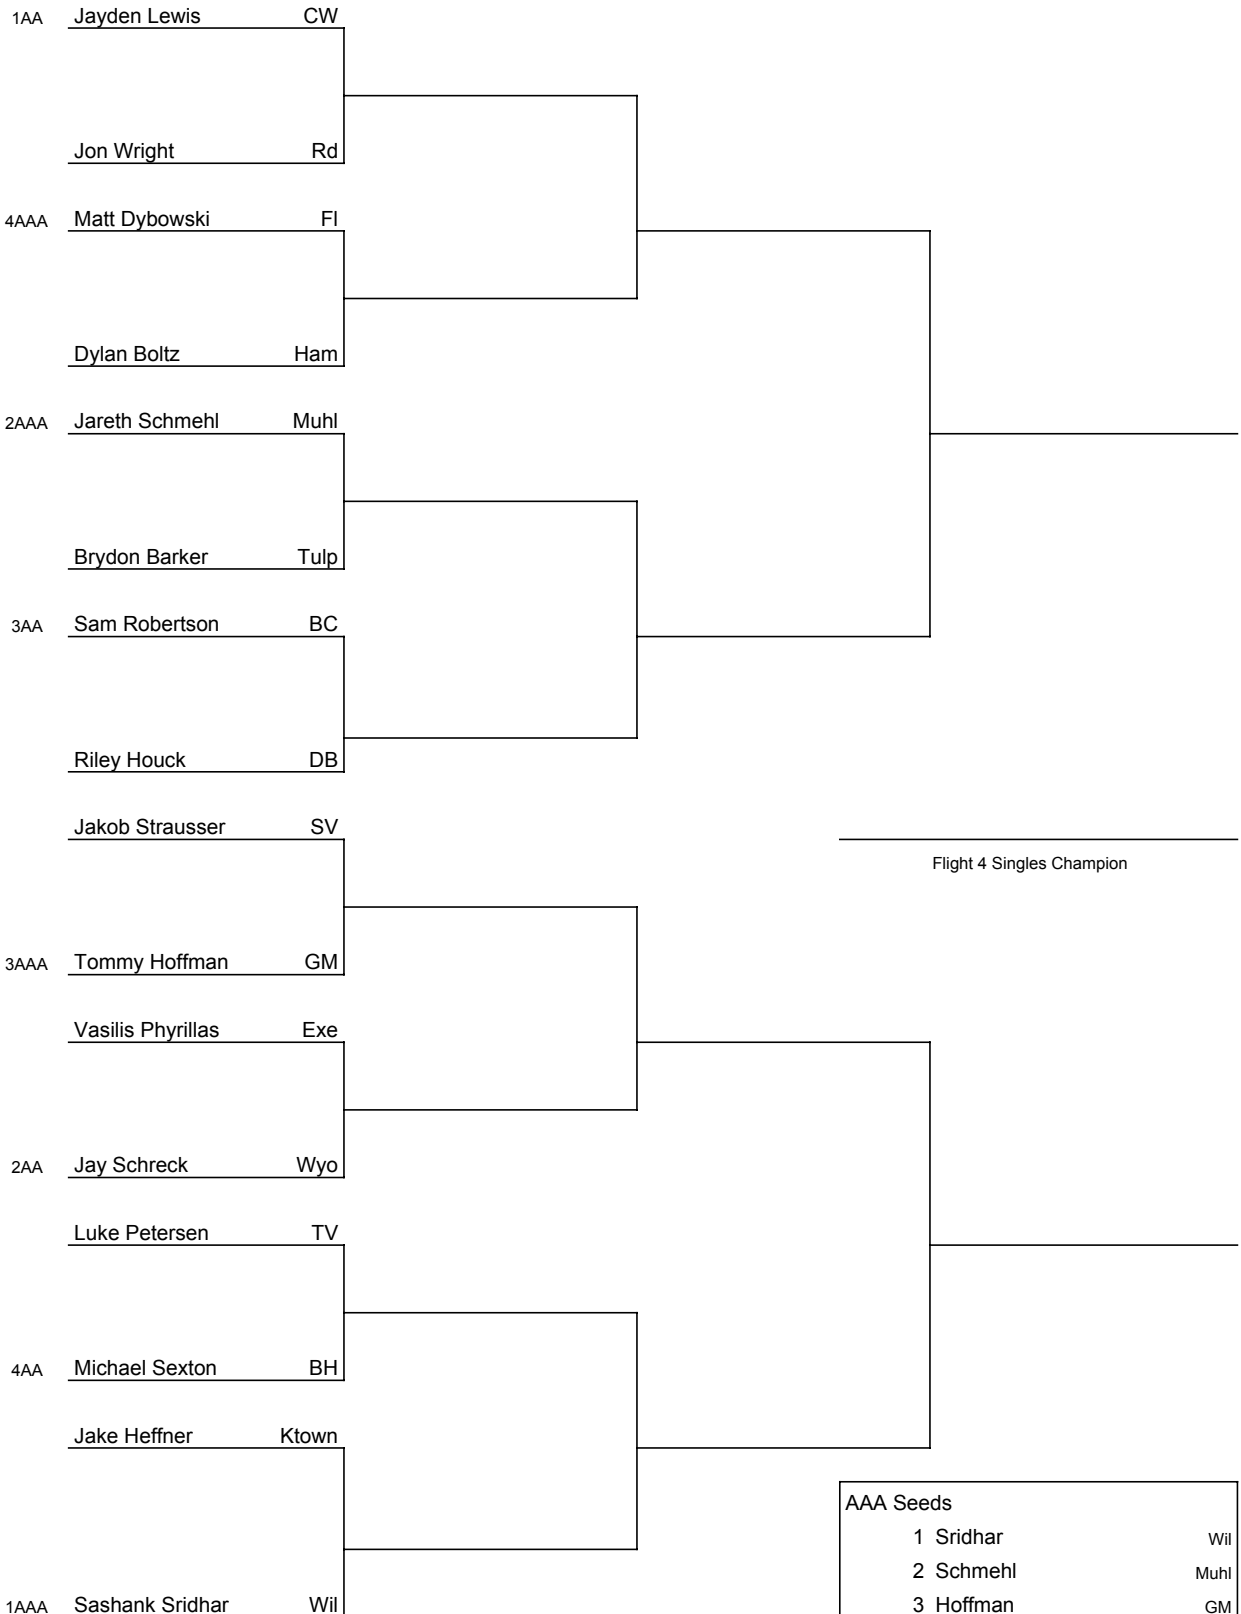 1AA Jayden Lewis CW
Jon Wright Rd
4AAA Matt Dybowski Fl
Dylan Boltz Ham
2AAA Jareth Schmehl Muhl
Brydon Barker Tulp
3AA Sam Robertson BC
Riley Houck DB
Jakob Strausser SV
Flight 4 Singles Champion
3AAA Tommy Hoffman GM
Vasilis Phyrillas Exe
2AA Jay Schreck Wyo
Luke Petersen TV
4AA Michael Sexton BH
Jake Heffner Ktown
AAA Seeds
1 Sridhar Wil
2 Schmehl Muhl
1AAA Sashank Sridhar Wil
3 Hoffman GM